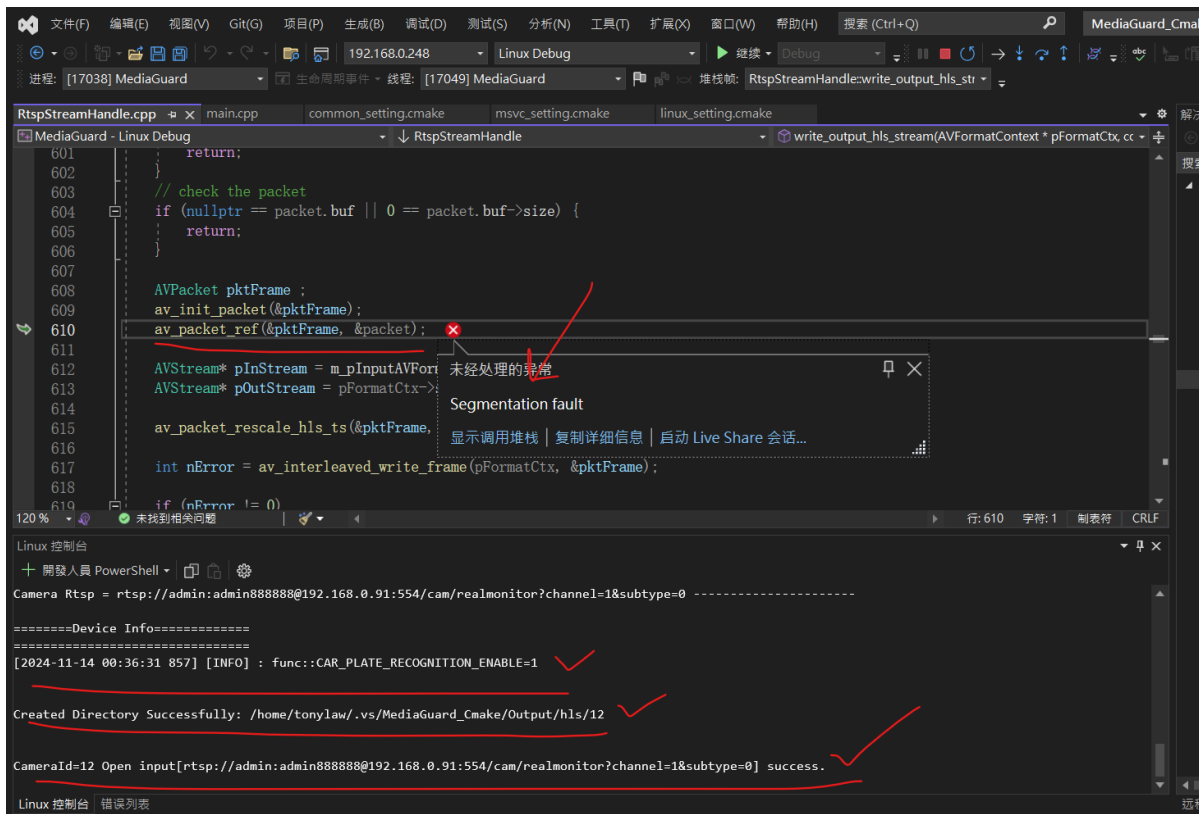 文件(F) 编辑(E) 视图(V) Git(G) 项目(P) 生成(B) 调试(D) 测试(S) 分析(N) 工具(T) 扩展(X) 窗口(W) 帮助(H) 搜索 (Ctrl+Q) MediaGuard_Cmak
192.168.0.248 Linux Debug 继续 Debug
进程: [17038] MediaGuard 生命周期事件 线程: [17049] MediaGuard 堆栈帧: RtspStreamHandle::write_output_hls_str
RtspStreamHandle.cpp main.cpp common_setting.cmake msvc_setting.cmake linux_setting.cmake
MediaGuard - Linux Debug RtspStreamHandle write_output_hls_stream(AVFormatContext * pFormatCtx, cc
601 return;
602 }
603 // check the packet
604 if (nullptr == packet.buf || 0 == packet.buf->size) {
605 return;
606 }
607
608 AVPacket pktFrame ;
609 av_init_packet(&pktFrame);
610 av_packet_ref(&pktFrame, &packet);
611
612 AVStream* pInStream = m_pInputAVForm
613 AVStream* pOutStream = pFormatCtx->
614
615 av_packet_rescale_hls_ts(&pktFrame,
616
617 int nError = av_interleaved_write_frame(pFormatCtx, &pktFrame);
618
619 if (nError != 0)
未经处理的异常
Segmentation fault
显示调用堆栈 | 复制详细信息 | 启动 Live Share 会话...
120 % 未找到相关问题 行: 610 字符: 1 制表符 CRLF
Linux 控制台
開發人員 PowerShell
Camera Rtsp = rtsp://admin:admin888888@192.168.0.91:554/cam/realmonitor?channel=1&subtype=0 ----------------------
========Device Info=============
================================
[2024-11-14 00:36:31 857] [INFO] : func::CAR_PLATE_RECOGNITION_ENABLE=1
Created Directory Successfully: /home/tonylaw/.vs/MediaGuard_Cmake/Output/hls/12
CameraId=12 Open input[rtsp://admin:admin888888@192.168.0.91:554/cam/realmonitor?channel=1&subtype=0] success.
Linux 控制台 错误列表